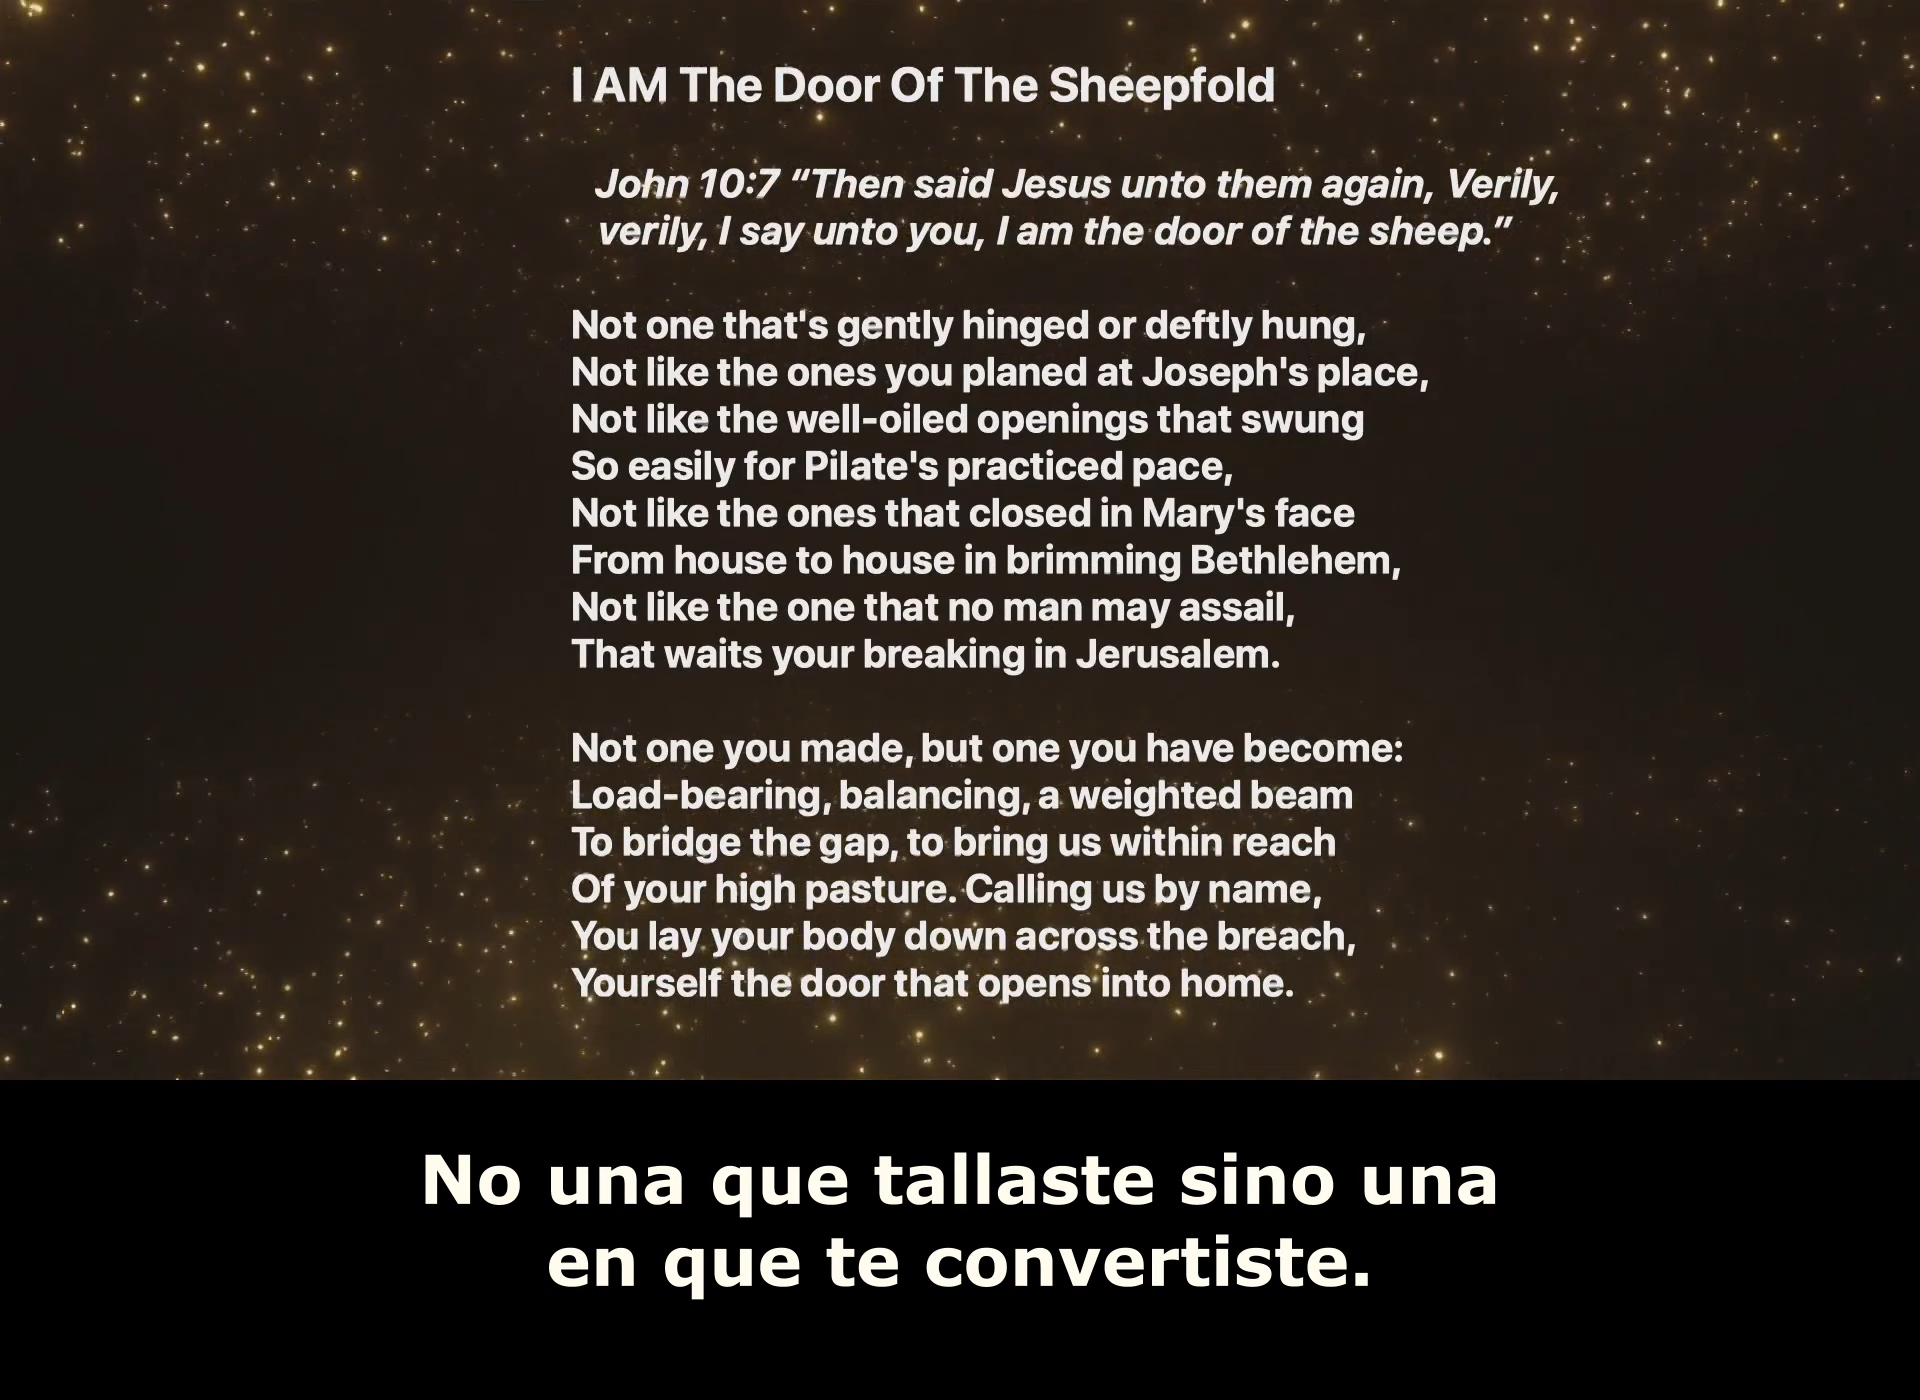 I AM The Door Of The Sheepfold
John 10:7 “Then said Jesus unto them again, Verily,
verily, I say unto you, I am the door of the sheep.”
Not one that's gently hinged or deftly hung,
Not like the ones you planed at Joseph's place,
Not like the well-oiled openings that swung
So easily for Pilate's practiced pace,
Not like the ones that closed in Mary's face
From house to house in brimming Bethlehem,
Not like the one that no man may assail,
That waits your breaking in Jerusalem.
Not one you made, but one you have become:
Load-bearing, balancing, a weighted beam
To bridge the gap, to bring us within reach
Of your high pasture. Calling us by name,
You lay your body down across the breach,
Yourself the door that opens into home.
No una que tallaste sino una
en que te convertiste.